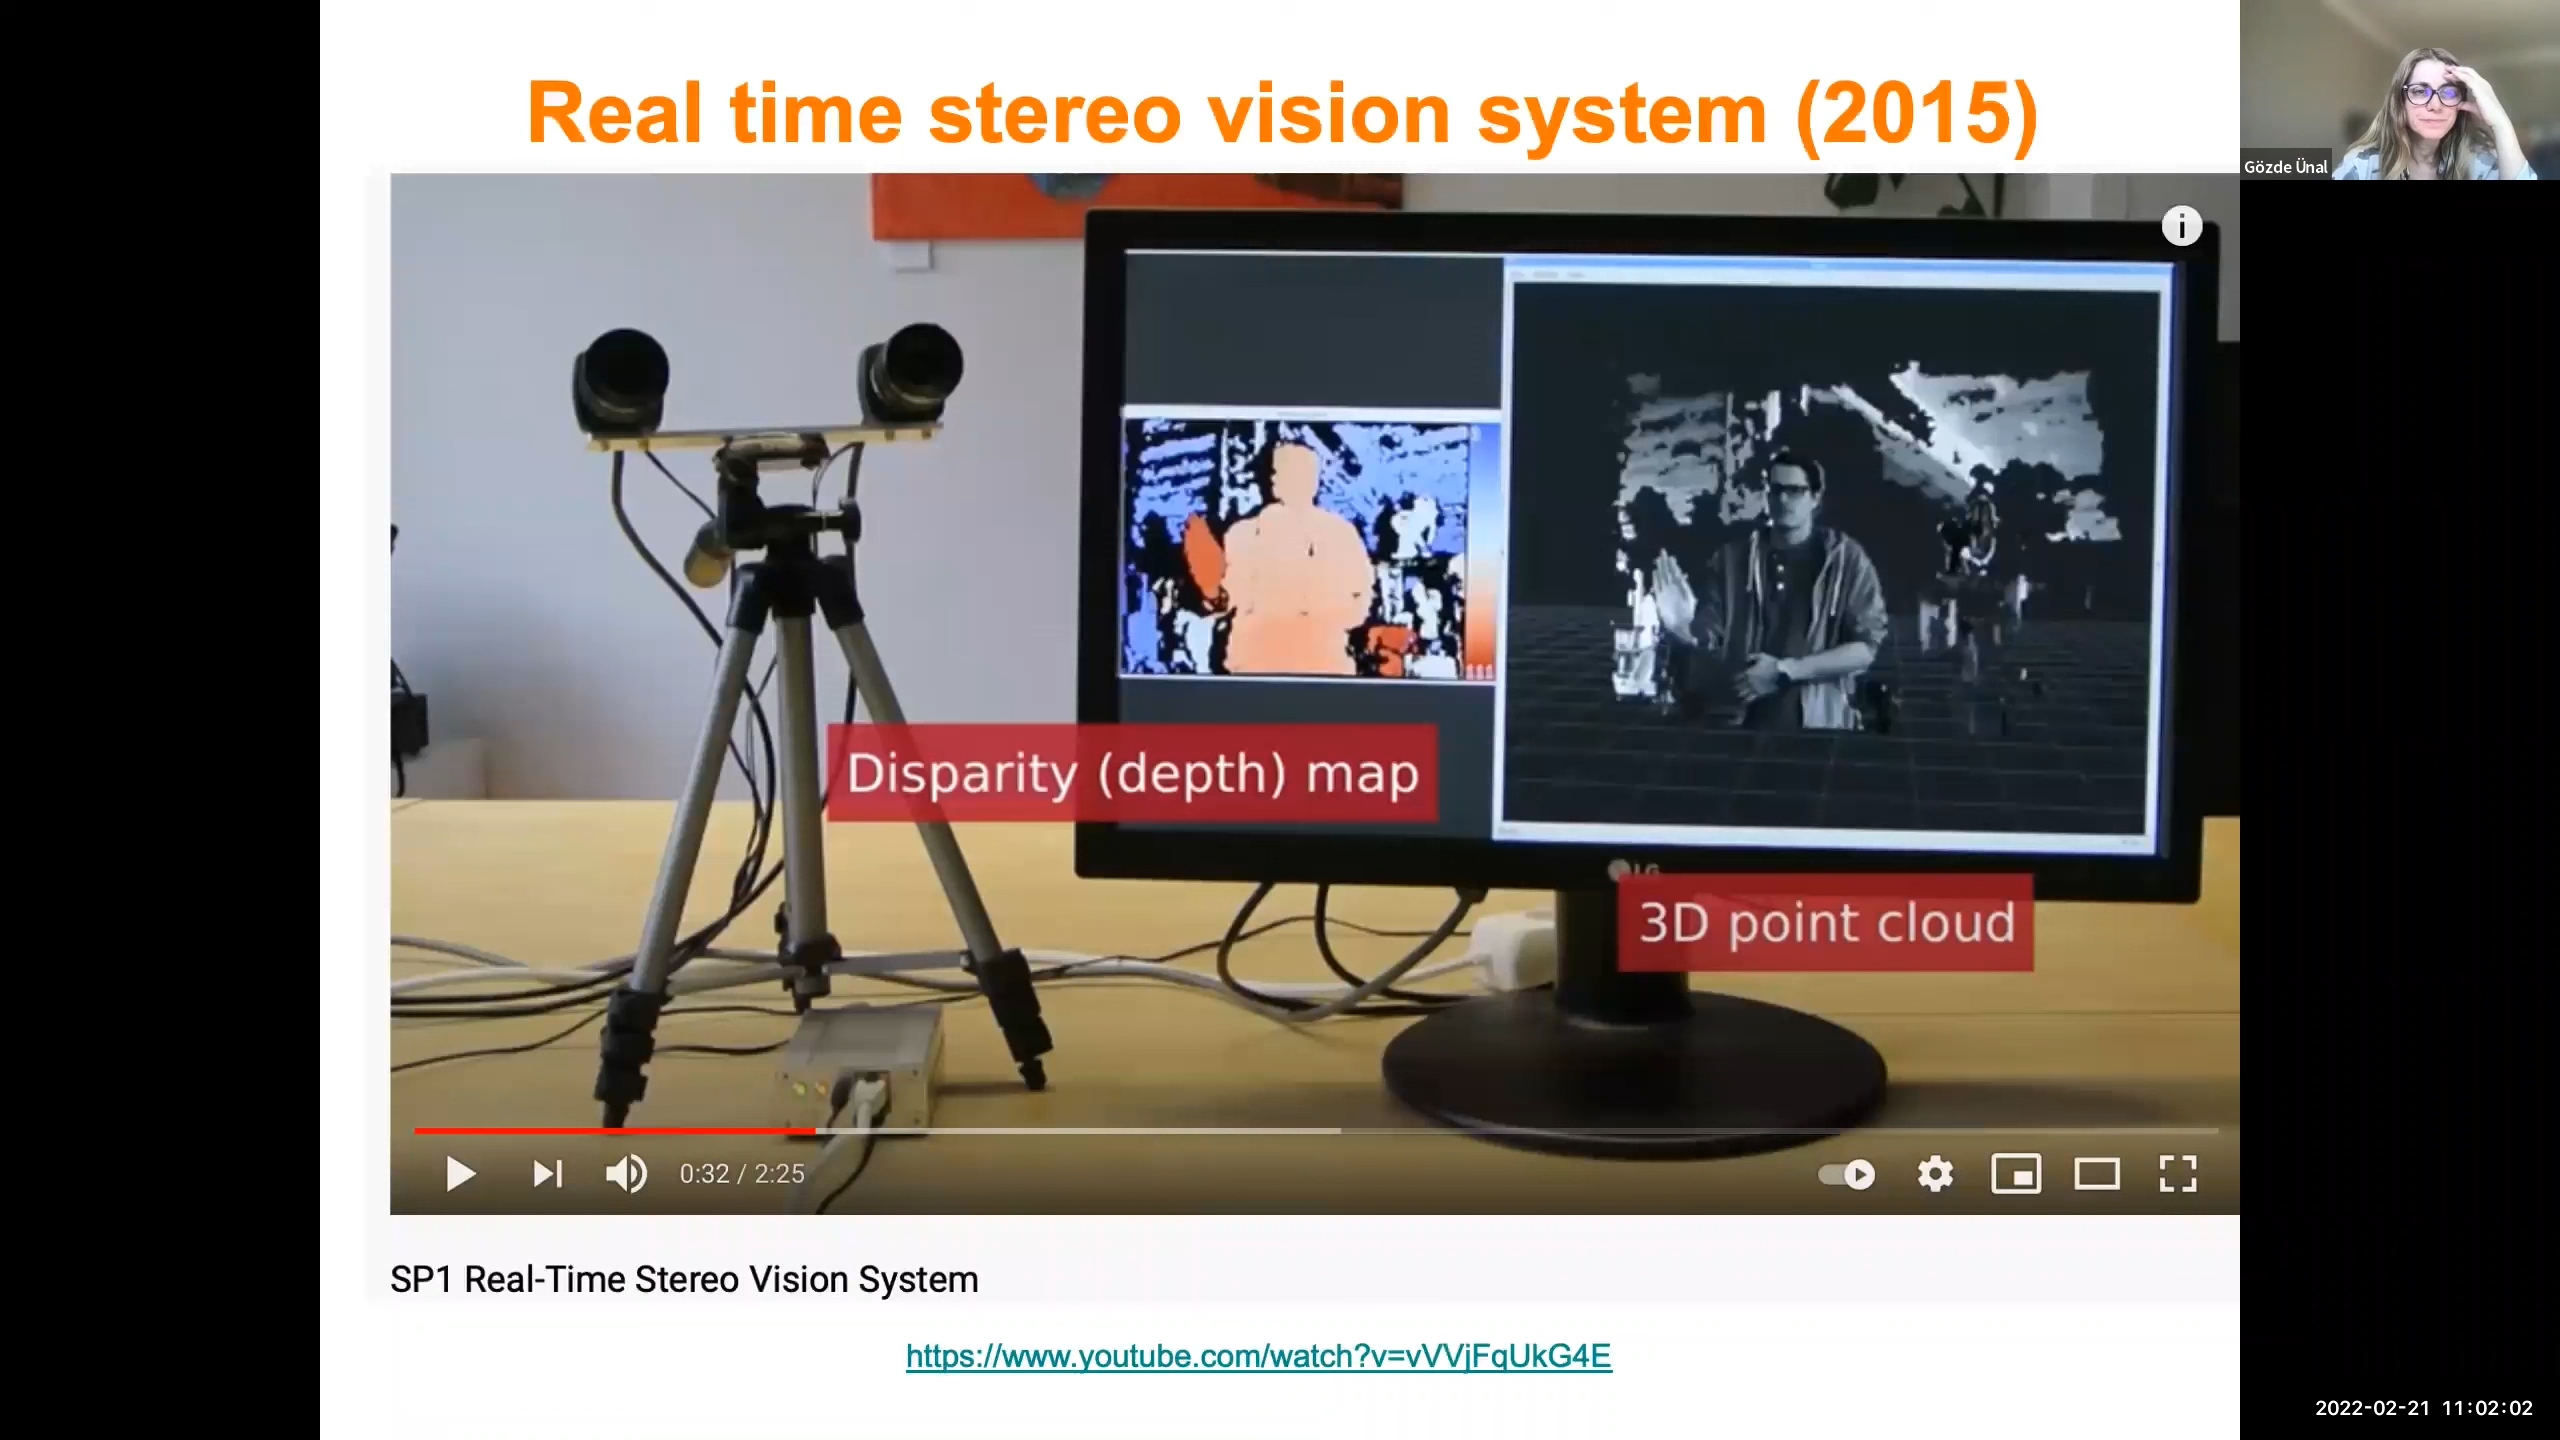 Real time stereo vision system (2015)
Gözde Ünal
i
Disparity (depth) map
LG
3D point cloud
0:32 / 2:25
SP1 Real-Time Stereo Vision System
https://www.youtube.com/watch?v=vVVjFqUkG4E
2022-02-21 11:02:02